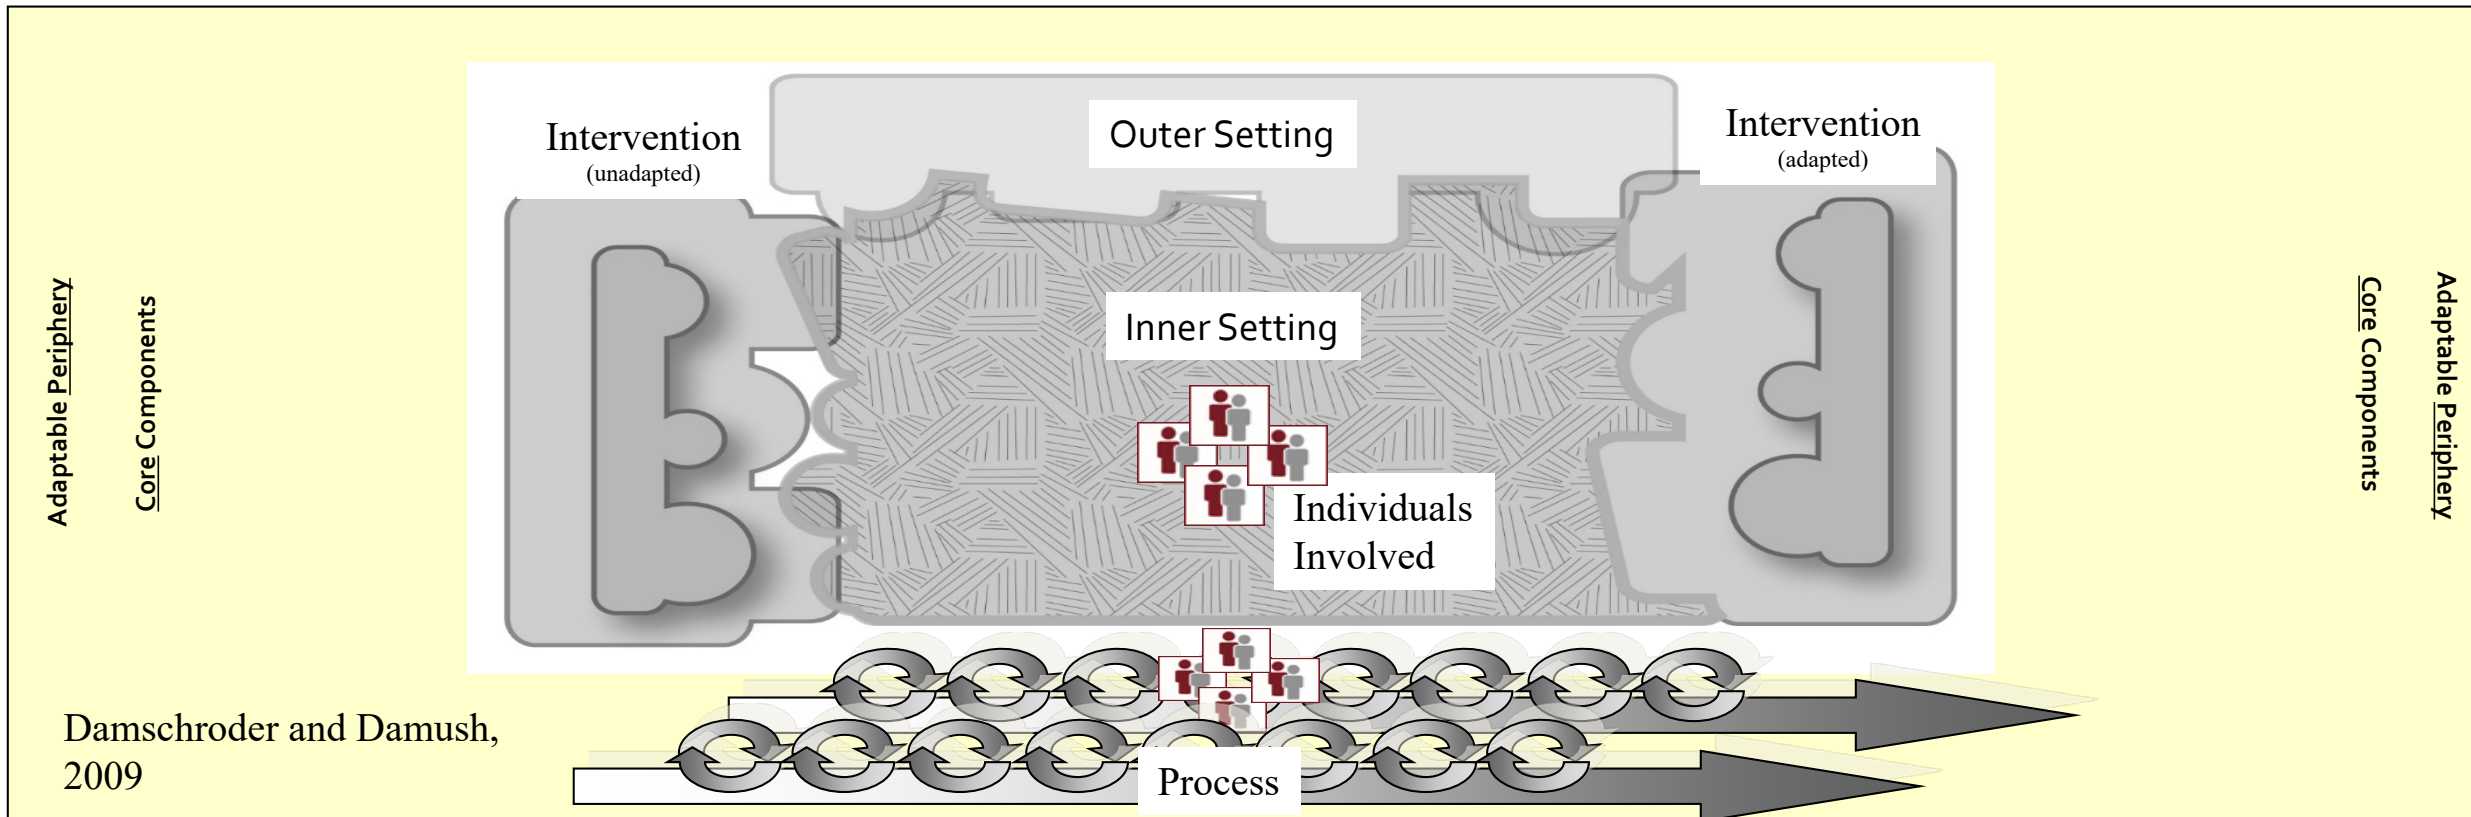 Intervention
(unadapted)
Outer Setting
Intervention
(adapted)
Adaptable Periphery
Core Components
Inner Setting
Core Components
Adaptable Periphery
Individuals
Involved
Damschroder and Damush,
2009
Process